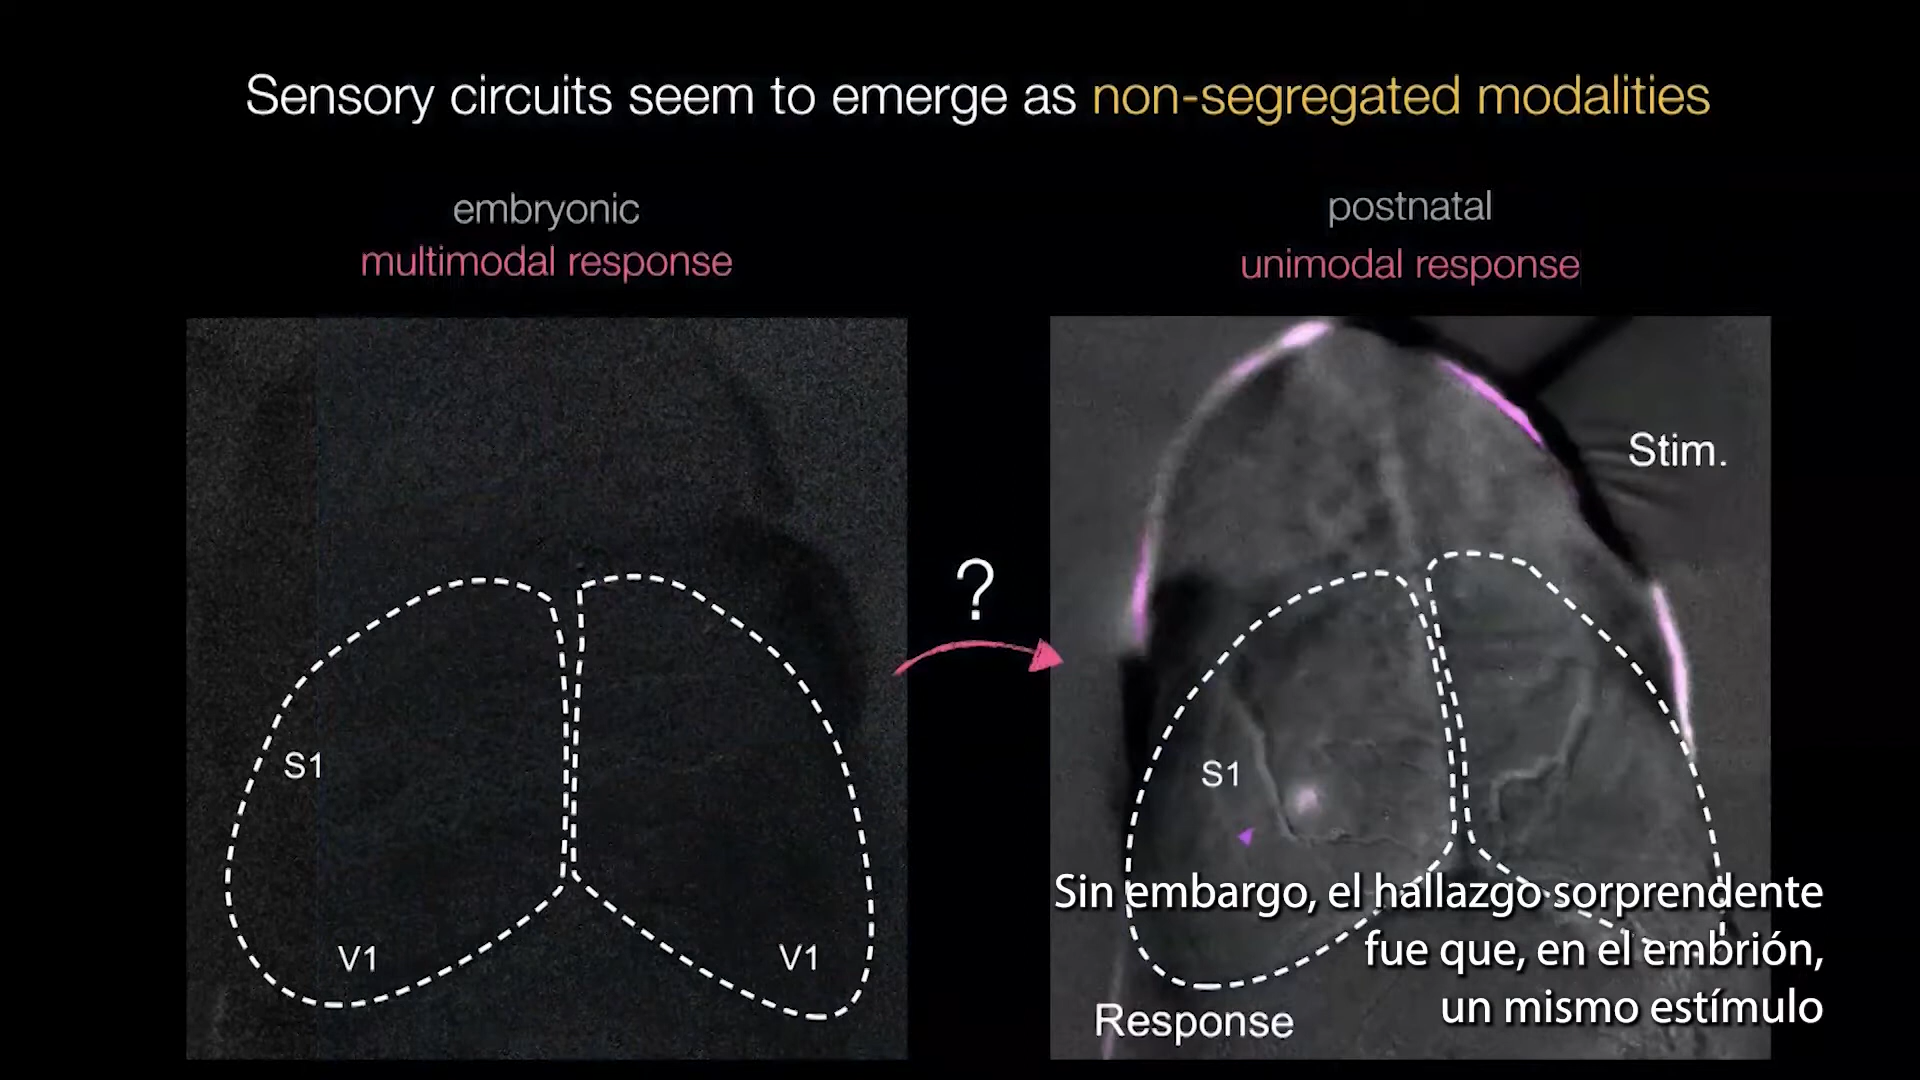 Sensory circuits seem to emerge as non-segregated modalities
embryonic
multimodal response
postnatal
unimodal response
?
Stim.
S1
V1
V1
S1
Response
Sin embargo, el hallazgo sorprendente
fue que, en el embrión,
un mismo estímulo